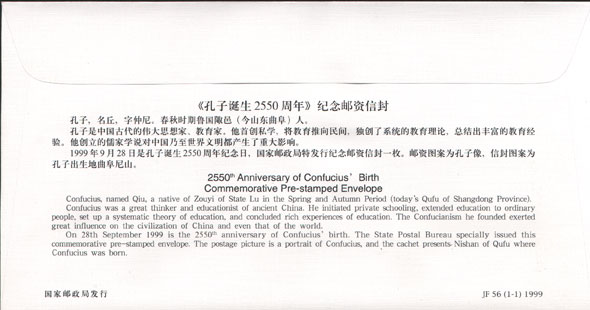 《孔子诞生2550周年》纪念邮资信封
孔子,名丘,字仲尼,春秋时期鲁国陬邑(今山东曲阜)人。
孔子是中国古代的伟大思想家、教育家。他首创私学,将教育推向民间,独创了系统的教育理论,总结出丰富的教育经
验。他创立的儒家学说对中国乃至世界文明都产生了重大影响。
1999年9月28日是孔子诞生2550周年纪念日,国家邮政局特发行纪念邮资信封一枚。邮资图案为孔子像,信封图案为
孔子出生地曲阜尼山。
2550th Anniversary of Confucius' Birth
Commemorative Pre-stamped Envelope
Confucius, named Qiu, a native of Zouyi of State Lu in the Spring and Autumn Period (today's Qufu of Shangdong Province).
Confucius was a great thinker and educationist of ancient China. He initiated private schooling, extended education to ordinary
people, set up a systematic theory of education, and concluded rich experiences of education. The Confucianism he founded exerted
great influence on the civilization of China and even that of the world.
On 28th September 1999 is the 2550th anniversary of Confucius' birth. The State Postal Bureau specially issued this
commemorative pre-stamped envelope. The postage picture is a portrait of Confucius, and the cachet presents Nishan of Qufu where
Confucius was born.
国家邮政局发行
JF 56 (1-1) 1999